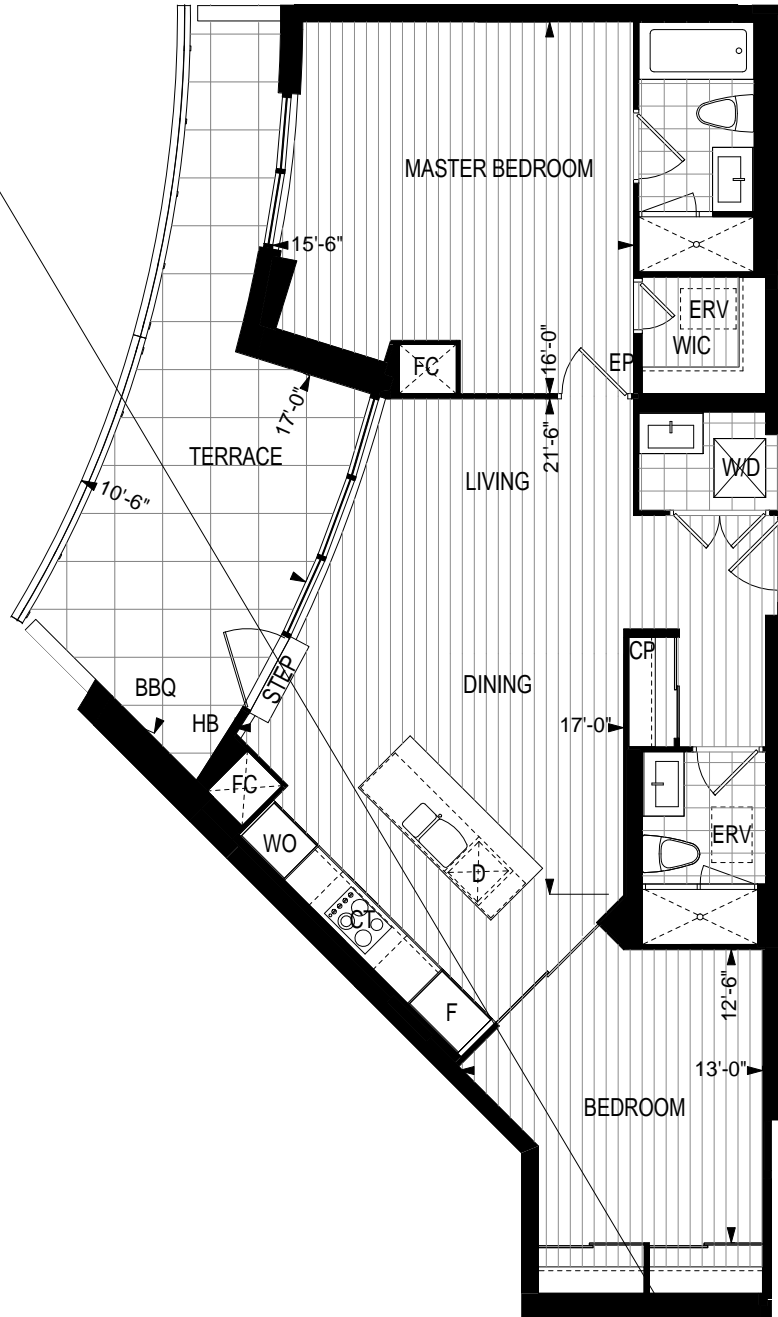 MASTER BEDROOM
15'-6"
ERV
WIC
16'-0"
EP
FC
17'-0"
21'-6"
TERRACE
LIVING
W/D
10'-6"
CP
STEP
DINING
BBQ
HB
17'-0"
FC
WO
ERV
D
CT
12'-6"
F
13'-0"
BEDROOM